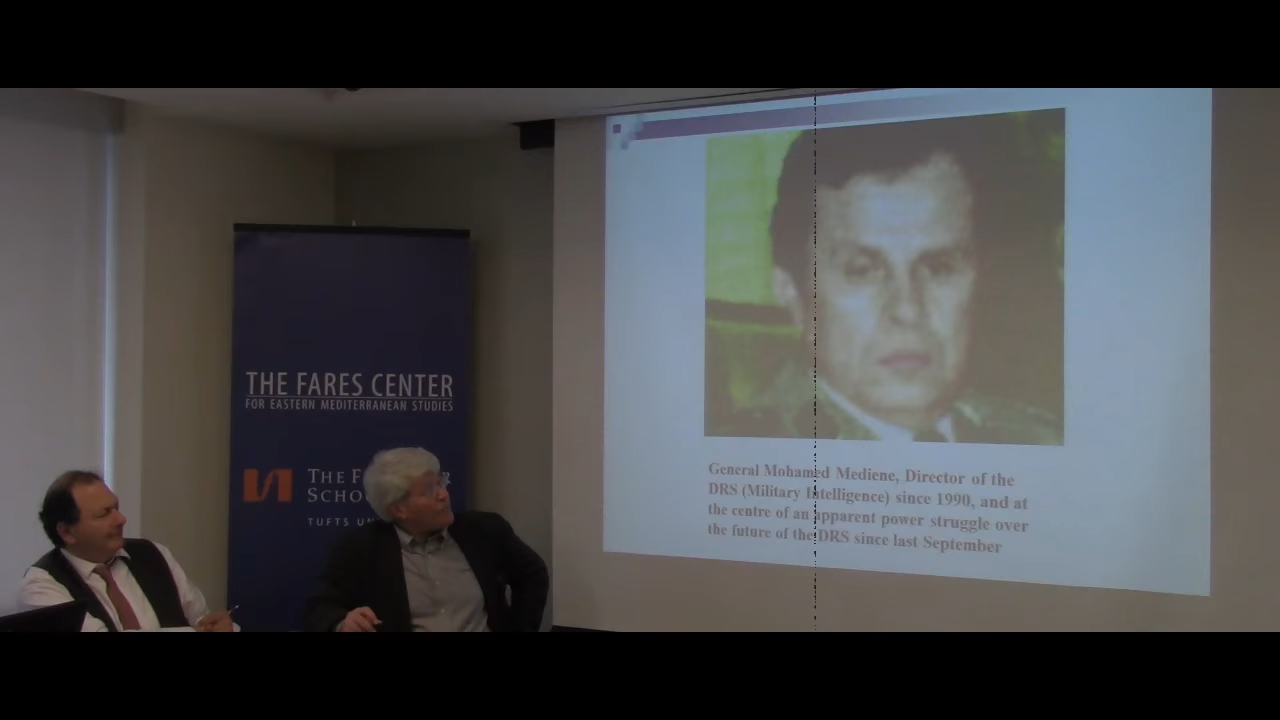 THE FARES CENTER
FOR EASTERN MEDITERRANEAN STUDIES
THE F R
SCHO
TUFTS UN
General Mohamed Mediene, Director of the
DRS (Military Intelligence) since 1990, and at
the centre of an apparent power struggle over
the future of the DRS since last September